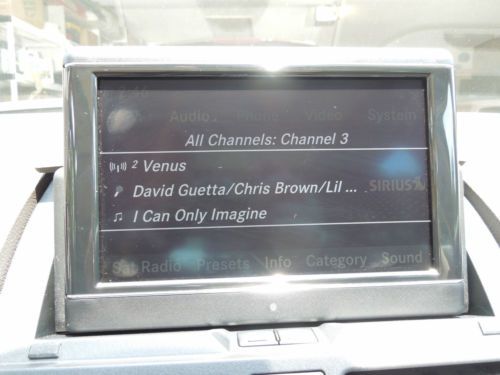 Audio Phone Video System
All Channels: Channel 3
2 Venus
David Guetta/Chris Brown/Lil ...
SIRIUS
I Can Only Imagine
Sat Radio Presets Info Category Sound